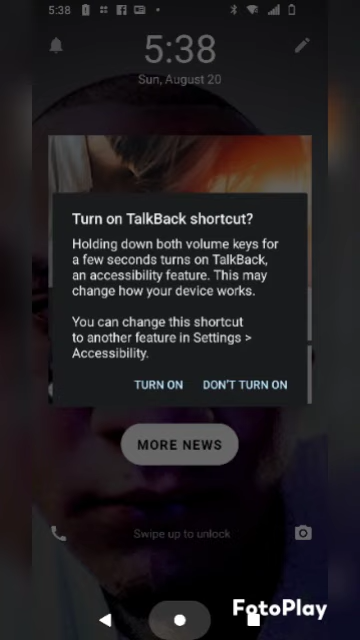 5:38
5:38
Sun, August 20
Turn on TalkBack shortcut?
Holding down both volume keys for
a few seconds turns on TalkBack,
an accessibility feature. This may
change how your device works.
You can change this shortcut
to another feature in Settings >
Accessibility.
TURN ON
DON'T TURN ON
MORE NEWS
Swipe up to unlock
FotoPlay